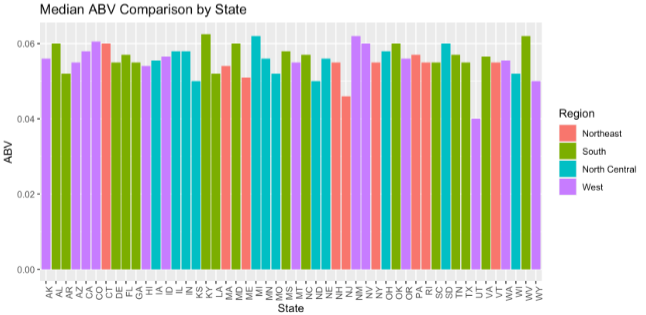 Median ABV Comparison by State
0.06
0.04
0.02
0.00
ABV
AK AL AR AZ CA CO CT DE FL GA HI IA ID IL IN KS KY LA MA MD ME MI MN MO MS MT NC ND NE NH NJ NM NV NY OH OK OR PA RI SC SD TN TX UT VA VT WA WI WV WY
State
Region
Northeast
South
North Central
West